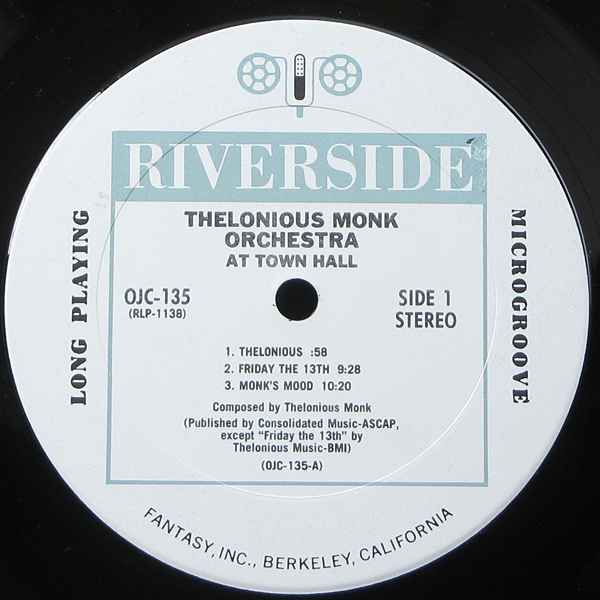 RIVERSIDE
THELONIOUS MONK
ORCHESTRA
AT TOWN HALL
LONG PLAYING
MICROGROOVE
OJC-135
(RLP-1138)
SIDE 1
STEREO
1. THELONIOUS :58
2. FRIDAY THE 13TH 9:28
3. MONK'S MOOD 10:20
Composed by Thelonious Monk
(Published by Consolidated Music-ASCAP,
except "Friday the 13th" by
Thelonious Music-BMI)
(OJC-135-A)
FANTASY, INC., BERKELEY, CALIFORNIA